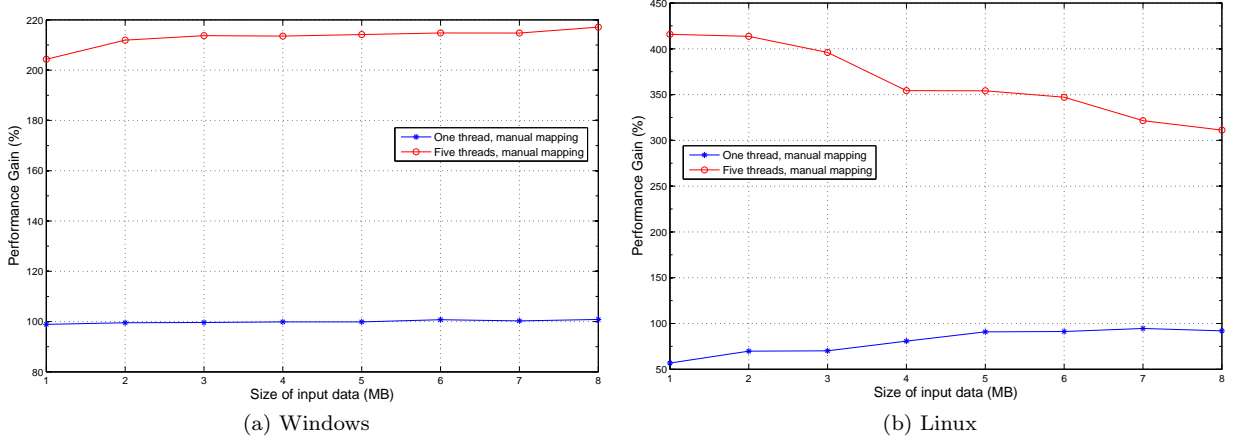 220
200
180
160
140
120
100
80
Performance Gain (%)
One thread, manual mapping
Five threads, manual mapping
1 2 3 4 5 6 7 8
Size of input data (MB)
(a) Windows
450
400
350
300
250
200
150
100
50
Performance Gain (%)
One thread, manual mapping
Five threads, manual mapping
1 2 3 4 5 6 7 8
Size of input data (MB)
(b) Linux